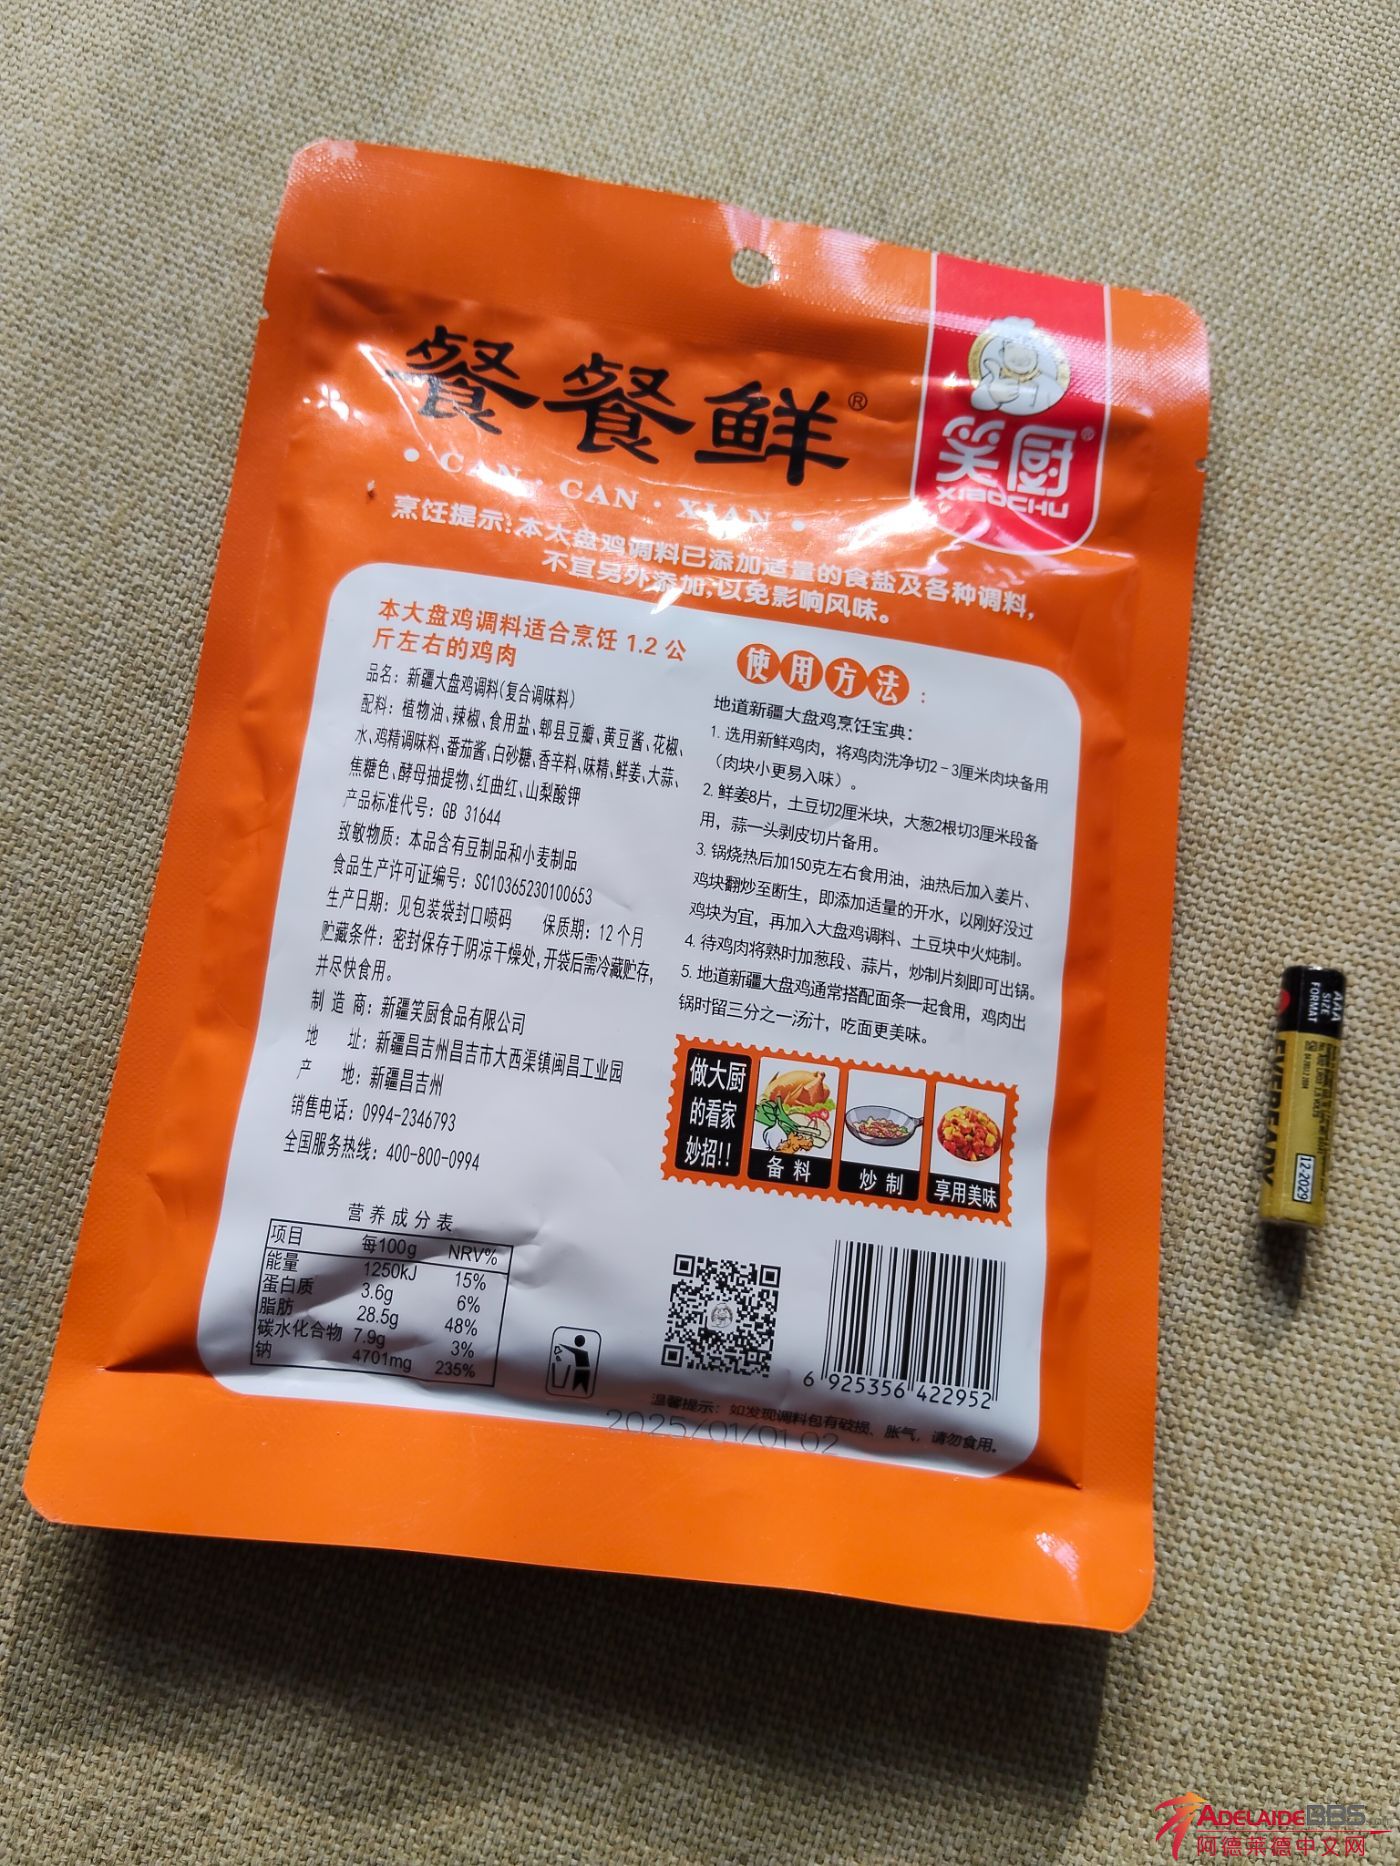 餐餐鲜®
• CAN · CAN · XIAN •
笑厨®
XIAOCHU
烹饪提示:本大盘鸡调料已添加适量的食盐及各种调料,
不宜另外添加,以免影响风味。
本大盘鸡调料适合烹饪 1.2 公
斤左右的鸡肉
品名：新疆大盘鸡调料(复合调味料)
配料：植物油、辣椒、食用盐、郫县豆瓣、黄豆酱、花椒、
水、鸡精调味料、番茄酱、白砂糖、香辛料、味精、鲜姜、大蒜、
焦糖色、酵母抽提物、红曲红、山梨酸钾
产品标准代号：GB 31644
致敏物质：本品含有豆制品和小麦制品
食品生产许可证编号：SC10365230100653
生产日期：见包装袋封口喷码 保质期：12个月
贮藏条件：密封保存于阴凉干燥处,开袋后需冷藏贮存,
并尽快食用。
制造商：新疆笑厨食品有限公司
地址：新疆昌吉州昌吉市大西渠镇闽昌工业园
产地：新疆昌吉州
销售电话：0994-2346793
全国服务热线：400-800-0994
营养成分表
项目 每100g NRV%
能量 1250kJ 15%
蛋白质 3.6g 6%
脂肪 28.5g 48%
碳水化合物 7.9g 3%
钠 4701mg 235%
使用方法：
地道新疆大盘鸡烹饪宝典：
1. 选用新鲜鸡肉，将鸡肉洗净切2-3厘米肉块备用
（肉块小更易入味）。
2. 鲜姜8片，土豆切2厘米块，大葱2根切3厘米段备
用，蒜一头剥皮切片备用。
3. 锅烧热后加150克左右食用油，油热后加入姜片、
鸡块翻炒至断生，即添加适量的开水，以刚好没过
鸡块为宜，再加入大盘鸡调料、土豆块中火炖制。
4. 待鸡肉将熟时加葱段、蒜片，炒制片刻即可出锅。
5. 地道新疆大盘鸡通常搭配面条一起食用，鸡肉出
锅时留三分之一汤汁，吃面更美味。
做大厨
的看家
妙招!!
备料
炒制
享用美味
6 925356 422952
温馨提示：如发现调料包有破损、胀气，请勿食用。
2025/01/01 02
AAA
SIZE
FORMAT
12-2029
ADELAIDEBBS
阿德莱德中文网